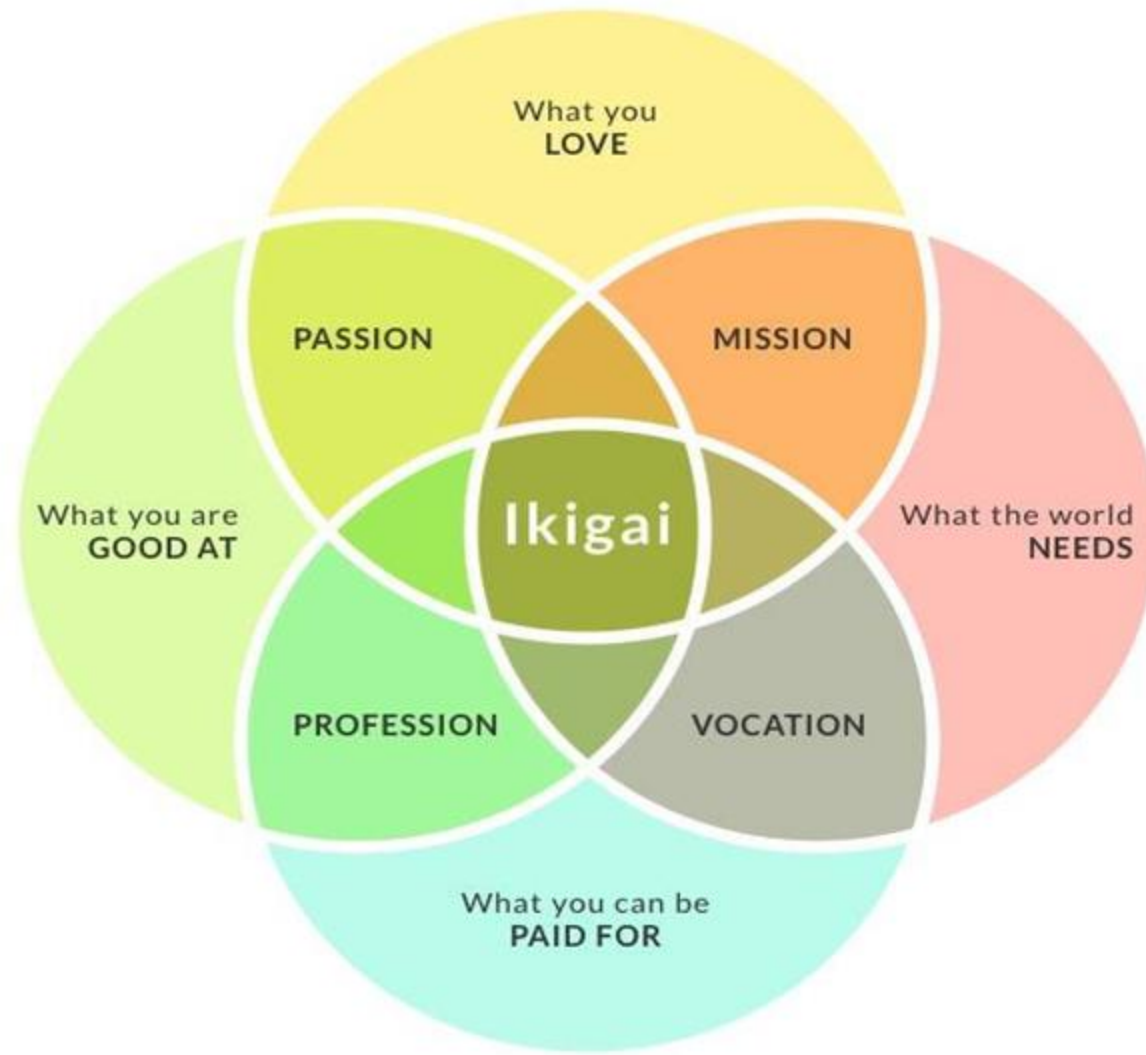 What you
LOVE
PASSION
MISSION
What you are
GOOD AT
Ikigai
What the world
NEEDS
PROFESSION
VOCATION
What you can be
PAID FOR